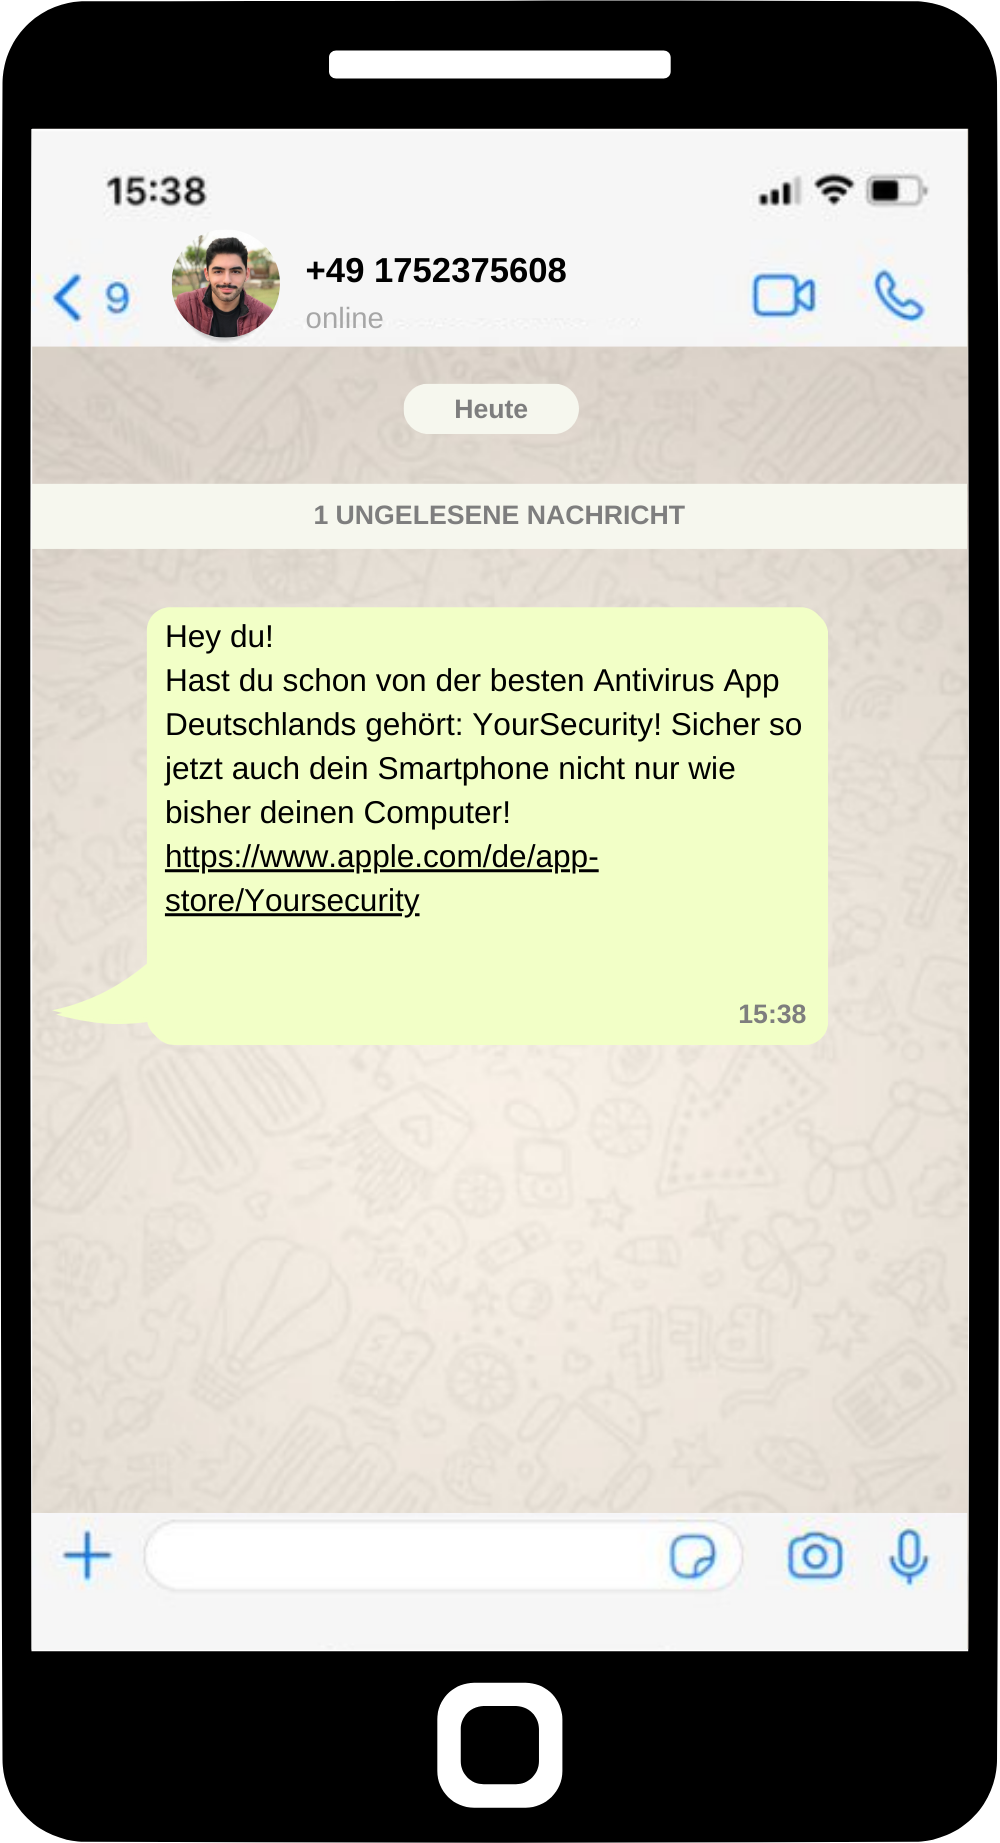 15:38
9
+49 1752375608
online
Heute
1 UNGELESENE NACHRICHT
Hey du!
Hast du schon von der besten Antivirus App
Deutschlands gehört: YourSecurity! Sicher so
jetzt auch dein Smartphone nicht nur wie
bisher deinen Computer!
https://www.apple.com/de/app-
store/Yoursecurity
15:38